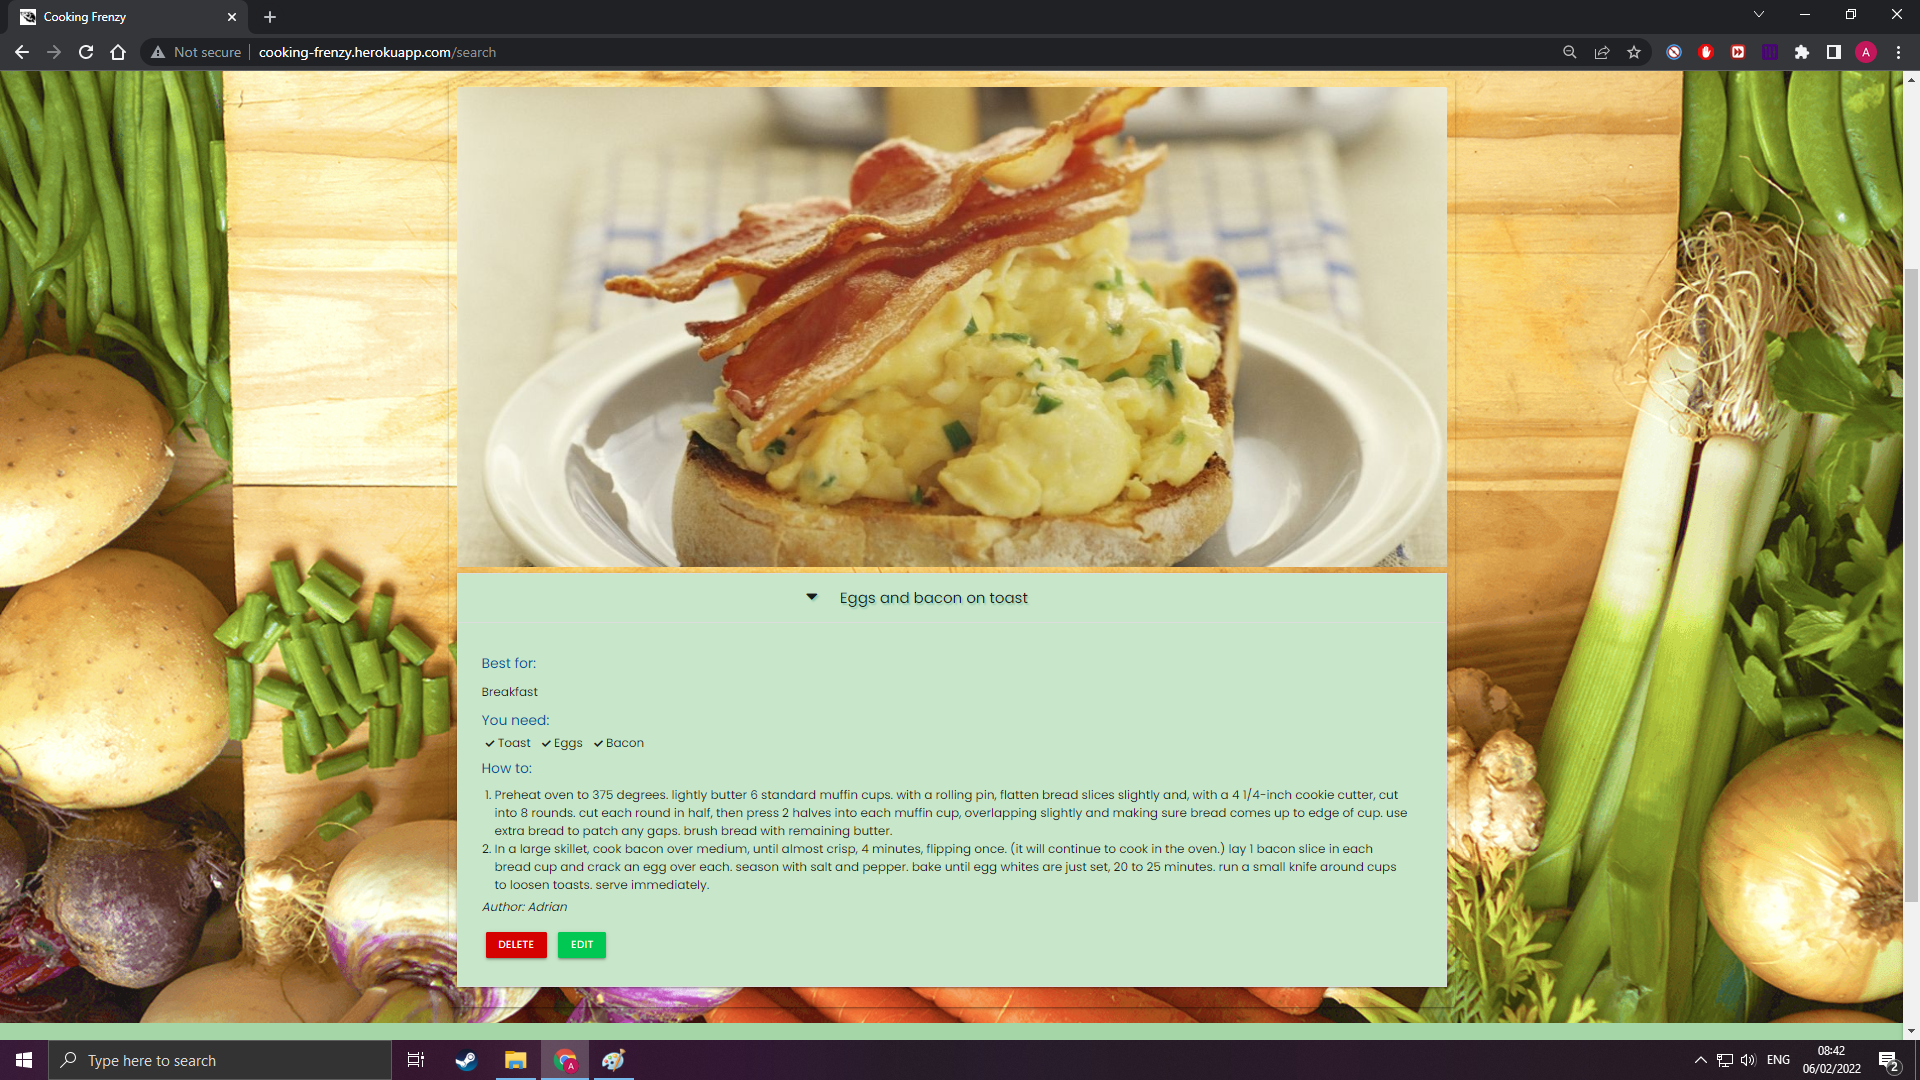 Cooking Frenzy
Not secure
cooking-frenzy.herokuapp.com/search
A
Eggs and bacon on toast
Best for:
Breakfast
You need:
Toast Eggs Bacon
How to:
1. Preheat oven to 375 degrees. lightly butter 6 standard muffin cups. with a rolling pin, flatten bread slices slightly and, with a 4 1/4-inch cookie cutter, cut
into 8 rounds. cut each round in half, then press 2 halves into each muffin cup, overlapping slightly and making sure bread comes up to edge of cup. use
extra bread to patch any gaps. brush bread with remaining butter.
2. In a large skillet, cook bacon over medium, until almost crisp, 4 minutes, flipping once. (it will continue to cook in the oven.) lay 1 bacon slice in each
bread cup and crack an egg over each. season with salt and pepper. bake until egg whites are just set, 20 to 25 minutes. run a small knife around cups
to loosen toasts. serve immediately.
Author: Adrian
DELETE EDIT
Type here to search
A
ENG
08:42
06/02/2022
2